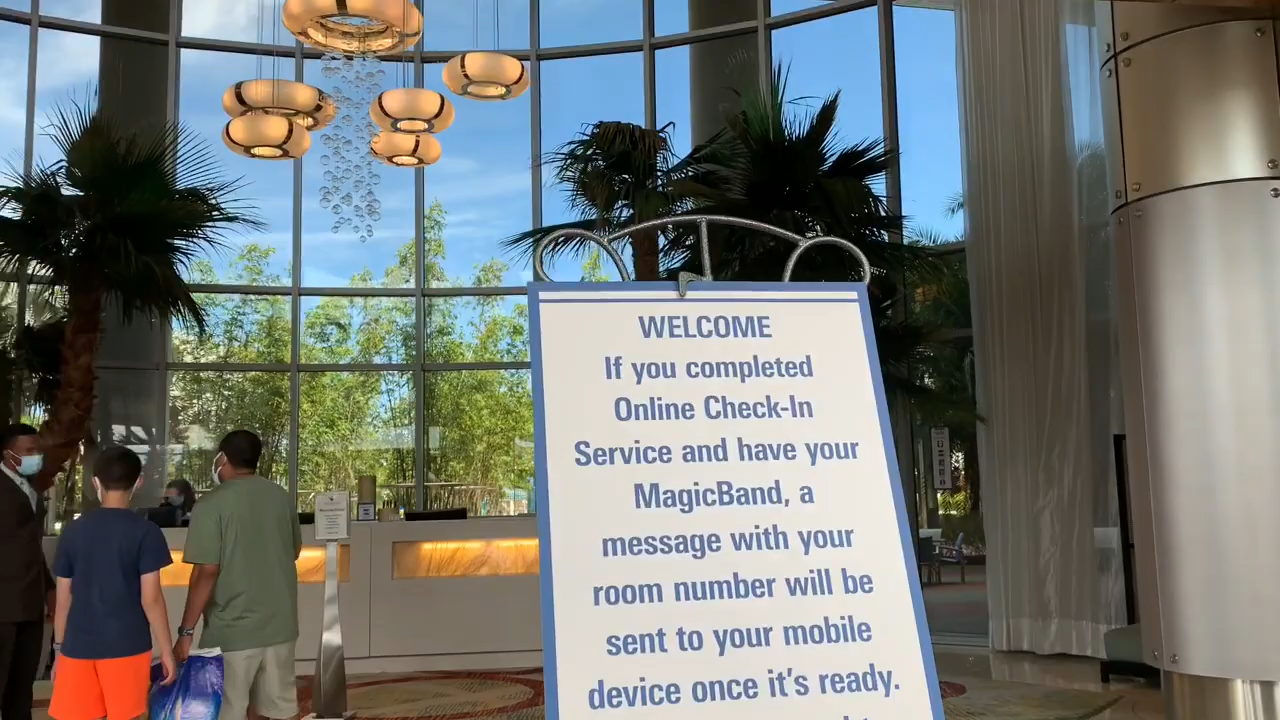 WELCOME
If you completed
Online Check-In
Service and have your
MagicBand, a
message with your
room number will be
sent to your mobile
device once it's ready.